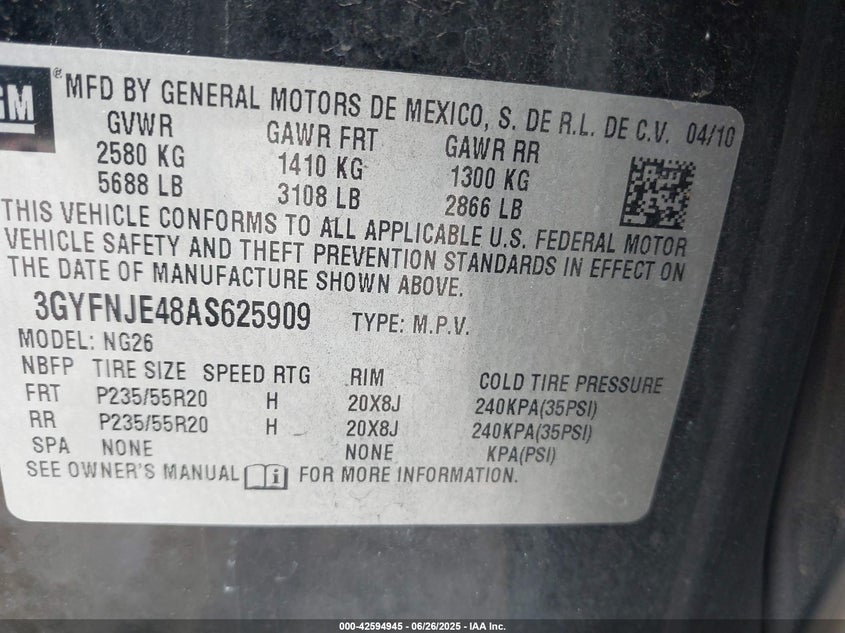 GM
® MFD BY GENERAL MOTORS DE MEXICO, S. DE R.L. DE C.V. 04/10
GVWR GAWR FRT GAWR RR
2580 KG 1410 KG 1300 KG
5688 LB 3108 LB 2866 LB
THIS VEHICLE CONFORMS TO ALL APPLICABLE U.S. FEDERAL MOTOR
VEHICLE SAFETY AND THEFT PREVENTION STANDARDS IN EFFECT ON
THE DATE OF MANUFACTURE SHOWN ABOVE.
3GYFNJE48AS625909 TYPE: M.P.V.
MODEL: NG26
NBFP TIRE SIZE SPEED RTG RIM COLD TIRE PRESSURE
FRT P235/55R20 H 20X8J 240KPA(35PSI)
RR P235/55R20 H 20X8J 240KPA(35PSI)
SPA NONE NONE KPA(PSI)
SEE OWNER'S MANUAL i FOR MORE INFORMATION.
000-42594945 - 06/26/2025 - IAA Inc.